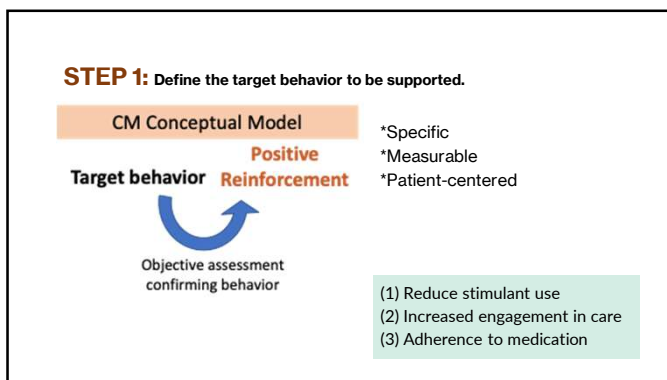 STEP 1: Define the target behavior to be supported.
CM Conceptual Model
Target behavior
Positive
Reinforcement
Objective assessment
confirming behavior
*Specific
*Measurable
*Patient-centered
(1) Reduce stimulant use
(2) Increased engagement in care
(3) Adherence to medication